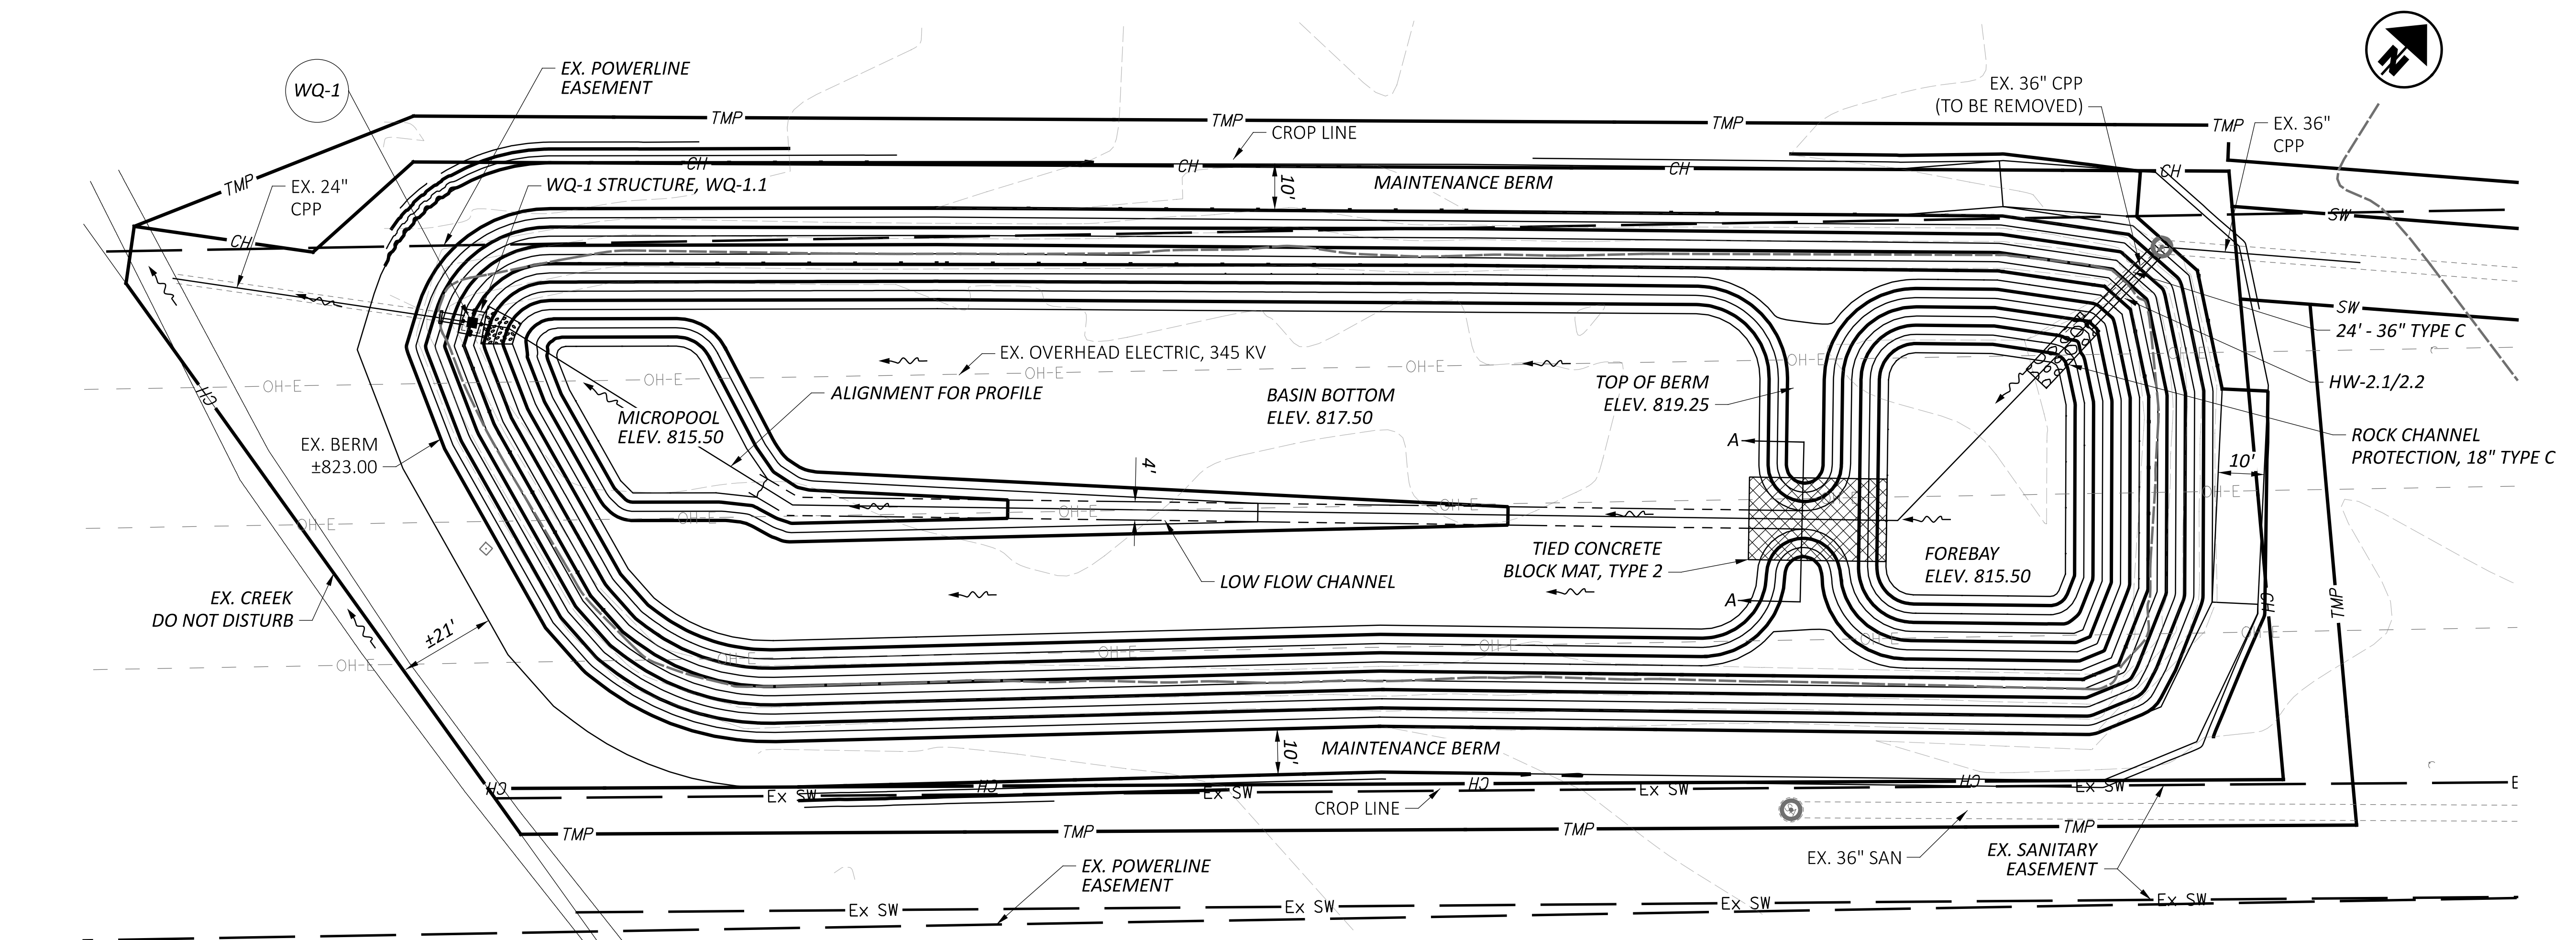 N
EX. POWERLINE
EASEMENT
WQ-1
EX. 36" CPP
(TO BE REMOVED)
TMP
TMP
TMP
TMP
EX. 36"
CPP
CROP LINE
CH
CH
CH
CH
TMP
EX. 24"
CPP
WQ-1 STRUCTURE, WQ-1.1
10'
MAINTENANCE BERM
SW
CH
SW
24' - 36" TYPE C
EX. OVERHEAD ELECTRIC, 345 KV
OH-E
OH-E
OH-E
OH-E
OH-E
OH-E
ALIGNMENT FOR PROFILE
CH
MICROPOOL
ELEV. 815.50
BASIN BOTTOM
ELEV. 817.50
TOP OF BERM
ELEV. 819.25
HW-2.1/2.2
EX. BERM
±823.00
A
ROCK CHANNEL
PROTECTION, 18" TYPE C
10'
4'
OH-E
OH-E
OH-E
OH-E
OH-E
TIED CONCRETE
BLOCK MAT, TYPE 2
FOREBAY
ELEV. 815.50
LOW FLOW CHANNEL
A
CH
TMP
EX. CREEK
DO NOT DISTURB
±21'
OH-E
OH-E
OH-E
OH-E
OH-E
OH-E
10'
MAINTENANCE BERM
CH
CH
CH
CH
Ex SW
Ex SW
Ex SW
Ex SW
E
CROP LINE
TMP
TMP
TMP
TMP
EX. 36" SAN
EX. SANITARY
EASEMENT
EX. POWERLINE
EASEMENT
Ex SW
Ex SW
Ex SW
Ex SW